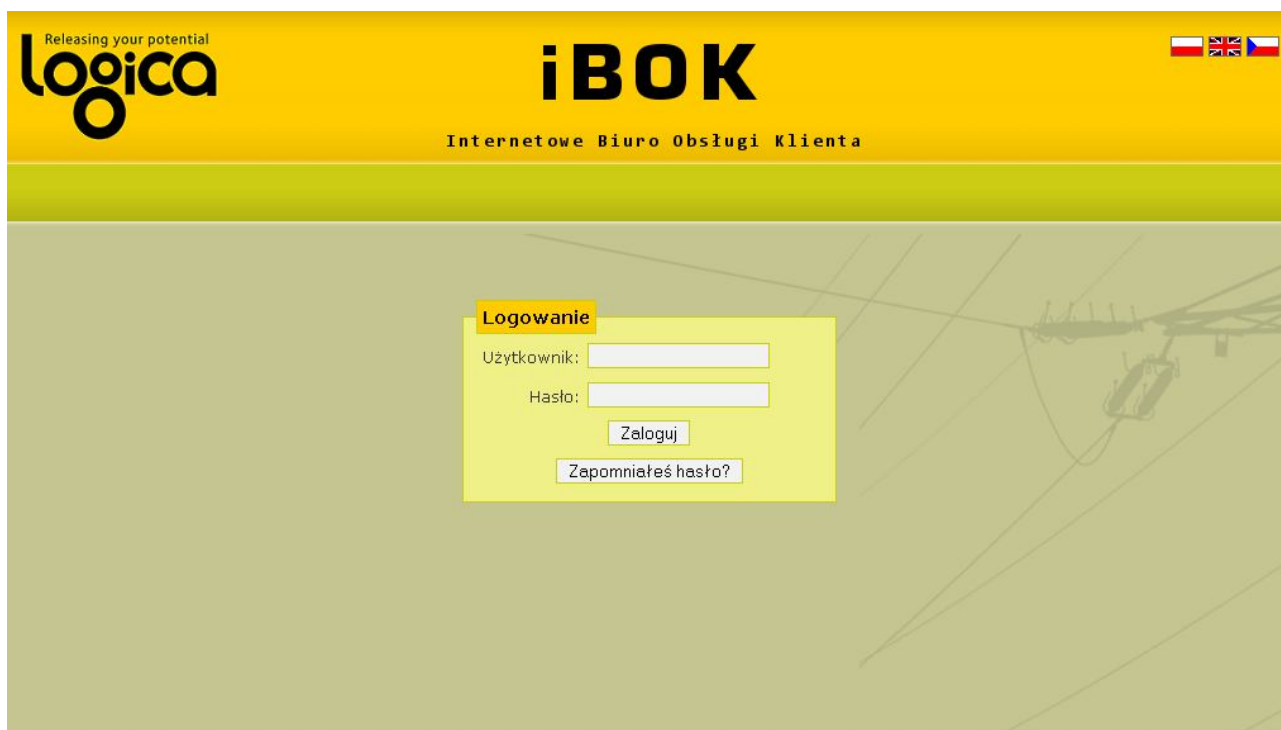 Releasing your potential
logica
iBOK
Internetowe Biuro Obsługi Klienta
Logowanie
Użytkownik:
Hasło:
Zaloguj
Zapomniałeś hasło?